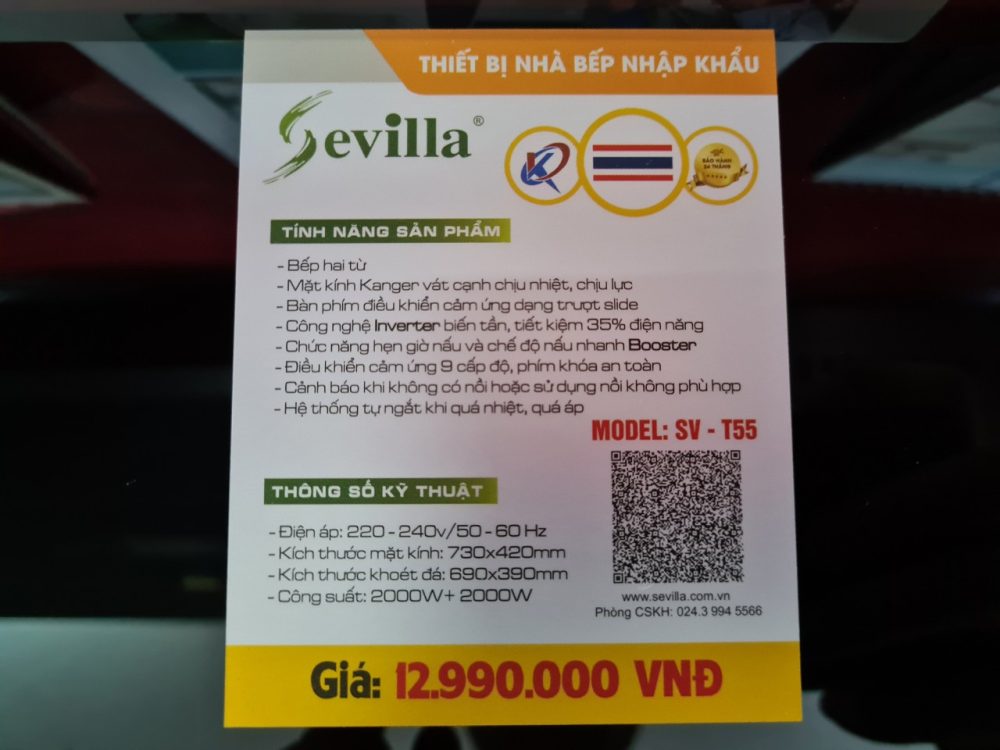 THIẾT BỊ NHÀ BẾP NHẬP KHẨU
Sevilla®
K
BẢO HÀNH
TÍNH NĂNG SẢN PHẨM
- Bếp hai từ
- Mặt kính Kanger vát cạnh chịu nhiệt, chịu lực
- Bàn phím điều khiển cảm ứng dạng trượt slide
- Công nghệ Inverter biến tần, tiết kiệm 35% điện năng
- Chức năng hẹn giờ nấu và chế độ nấu nhanh Booster
- Điều khiển cảm ứng 9 cấp độ, phím khóa an toàn
- Cảnh báo khi không có nồi hoặc sử dụng nồi không phù hợp
- Hệ thống tự ngắt khi quá nhiệt, quá áp
MODEL: SV - T55
THÔNG SỐ KỸ THUẬT
- Điện áp: 220 - 240v/50 - 60 Hz
- Kích thước mặt kính: 730x420mm
- Kích thước khoét đá: 690x390mm
- Công suất: 2000W+ 2000W
www.sevilla.com.vn
Phòng CSKH: 024.3 994 5566
Giá: 12.990.000 VNĐ